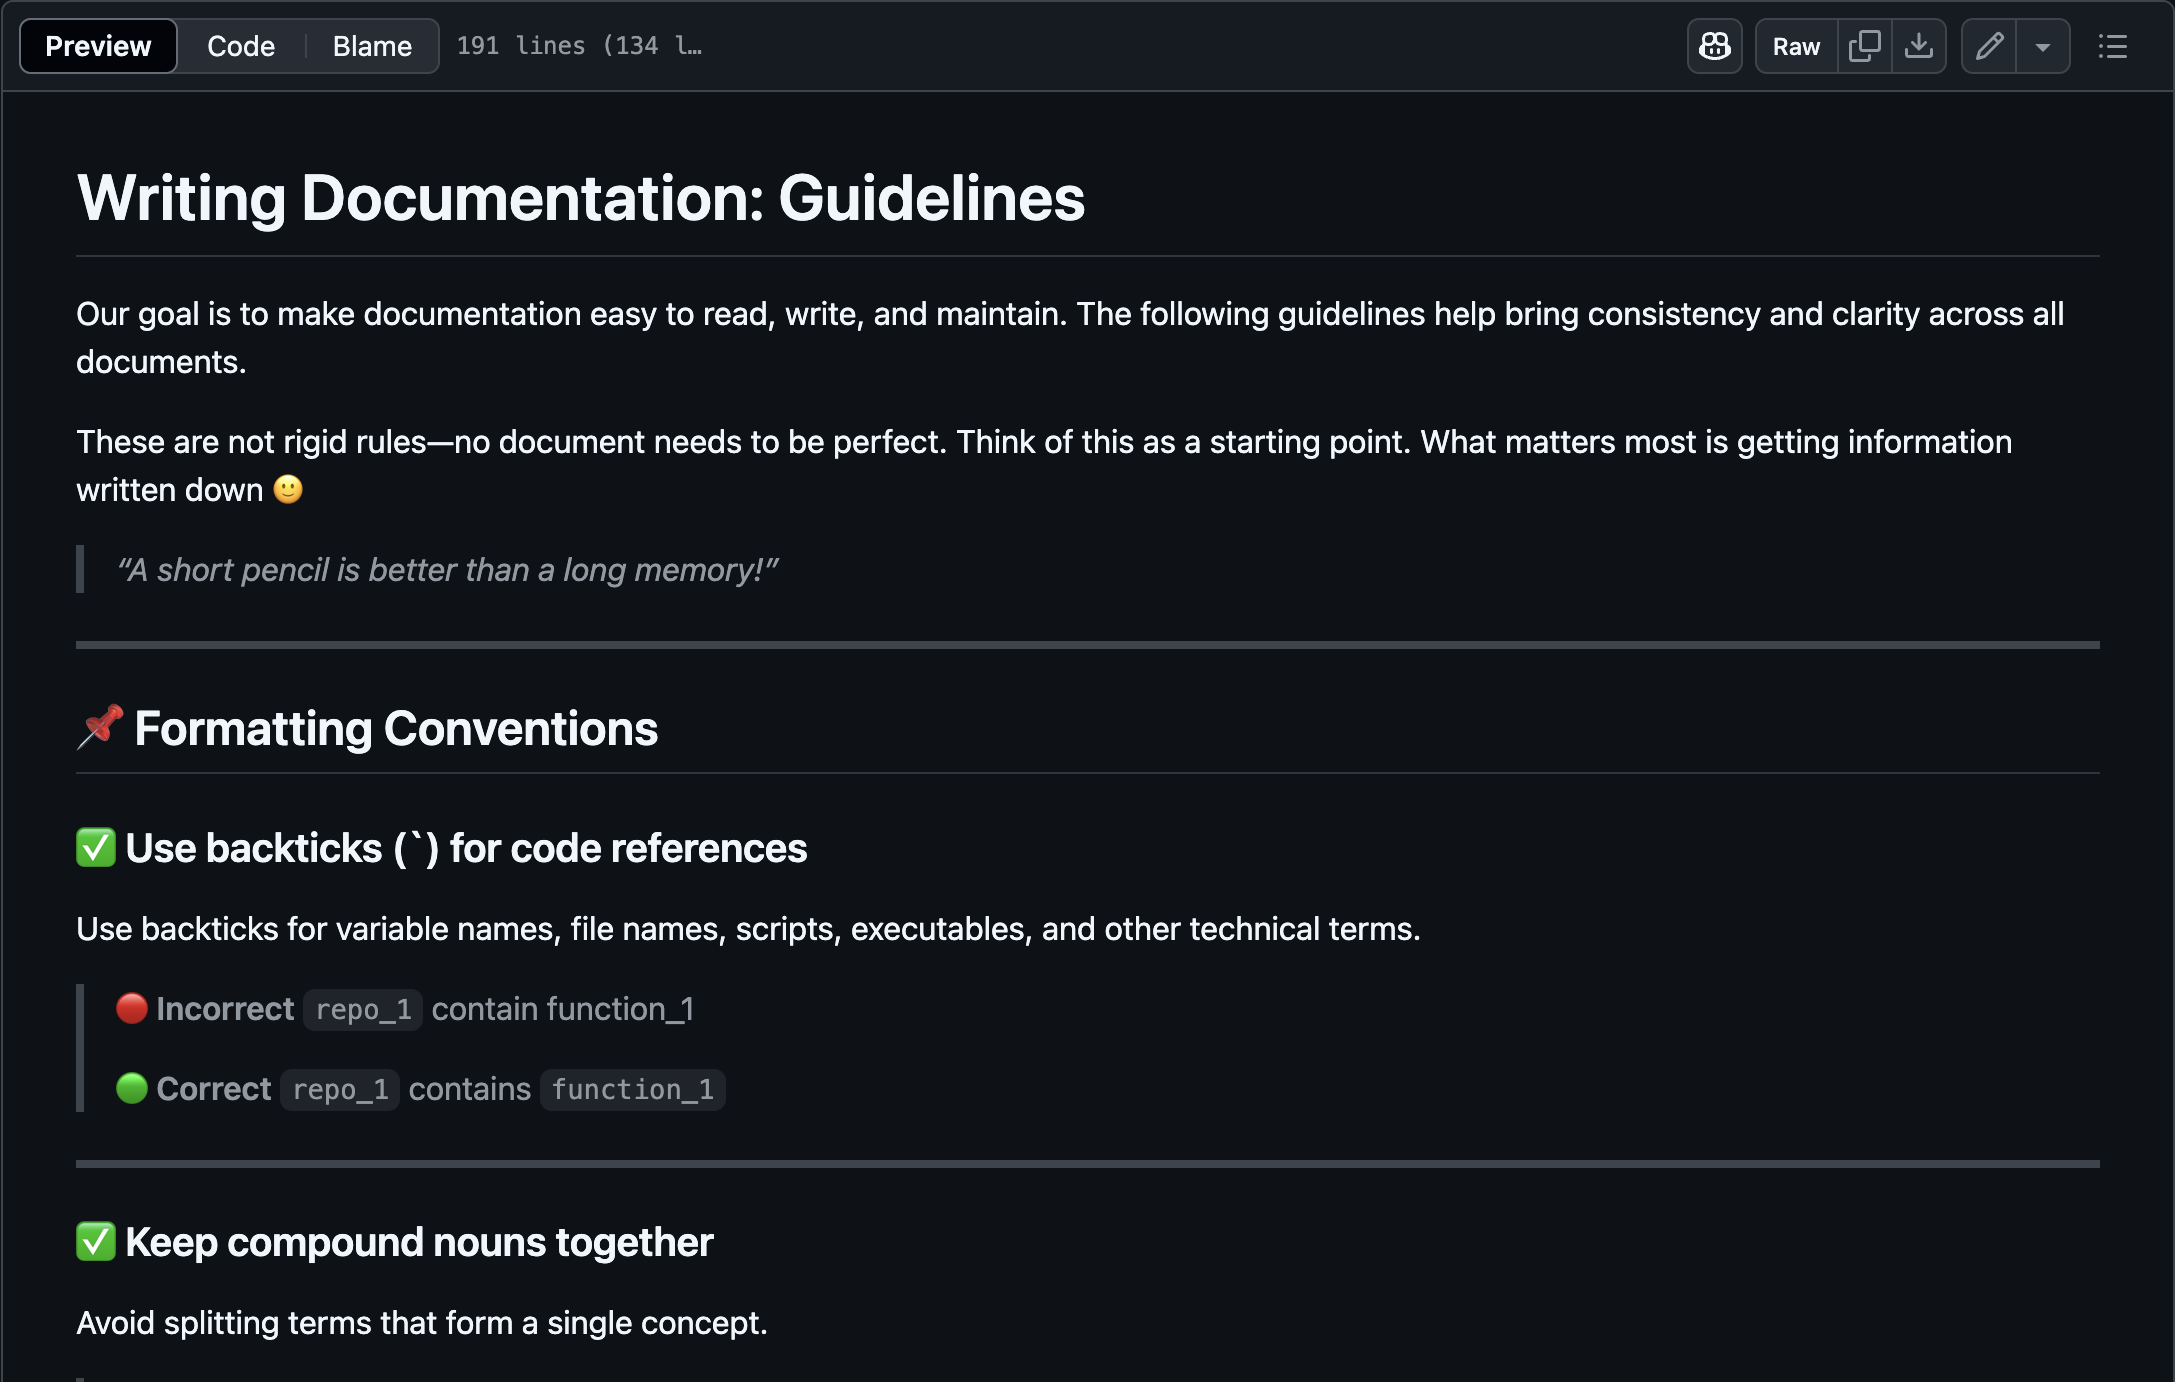 Preview Code Blame 191 lines (134 l… Raw
Writing Documentation: Guidelines
Our goal is to make documentation easy to read, write, and maintain. The following guidelines help bring consistency and clarity across all
documents.
These are not rigid rules—no document needs to be perfect. Think of this as a starting point. What matters most is getting information
written down 🙂
“A short pencil is better than a long memory!”
📌 Formatting Conventions
✅ Use backticks (`) for code references
Use backticks for variable names, file names, scripts, executables, and other technical terms.
🔴 Incorrect repo_1 contain function_1
🟢 Correct repo_1 contains function_1
✅ Keep compound nouns together
Avoid splitting terms that form a single concept.